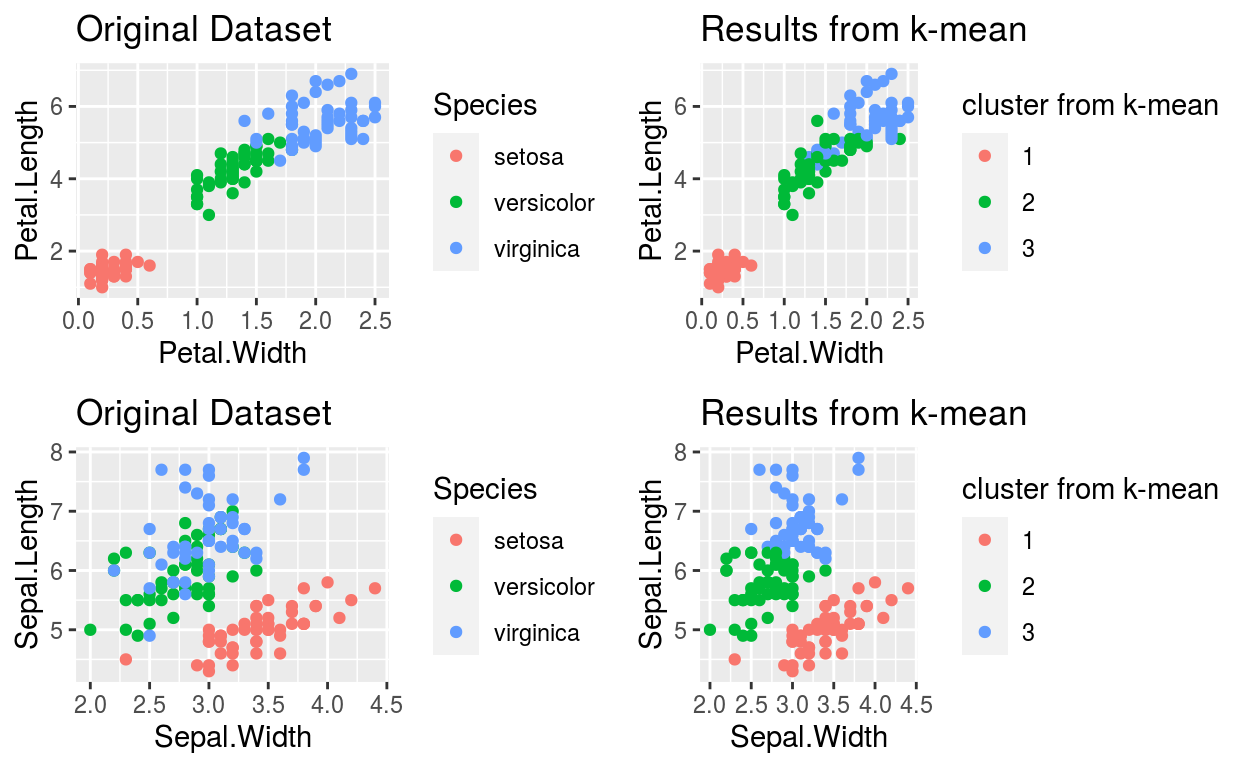 Original Dataset
Petal.Length
6
4
2
0.0 0.5 1.0 1.5 2.0 2.5
Petal.Width
Species
setosa
versicolor
virginica
Results from k-mean
Petal.Length
6
4
2
0.0 0.5 1.0 1.5 2.0 2.5
Petal.Width
cluster from k-mean
1
2
3
Original Dataset
Sepal.Length
8
7
6
5
2.0 2.5 3.0 3.5 4.0 4.5
Sepal.Width
Species
setosa
versicolor
virginica
Results from k-mean
Sepal.Length
8
7
6
5
2.0 2.5 3.0 3.5 4.0 4.5
Sepal.Width
cluster from k-mean
1
2
3